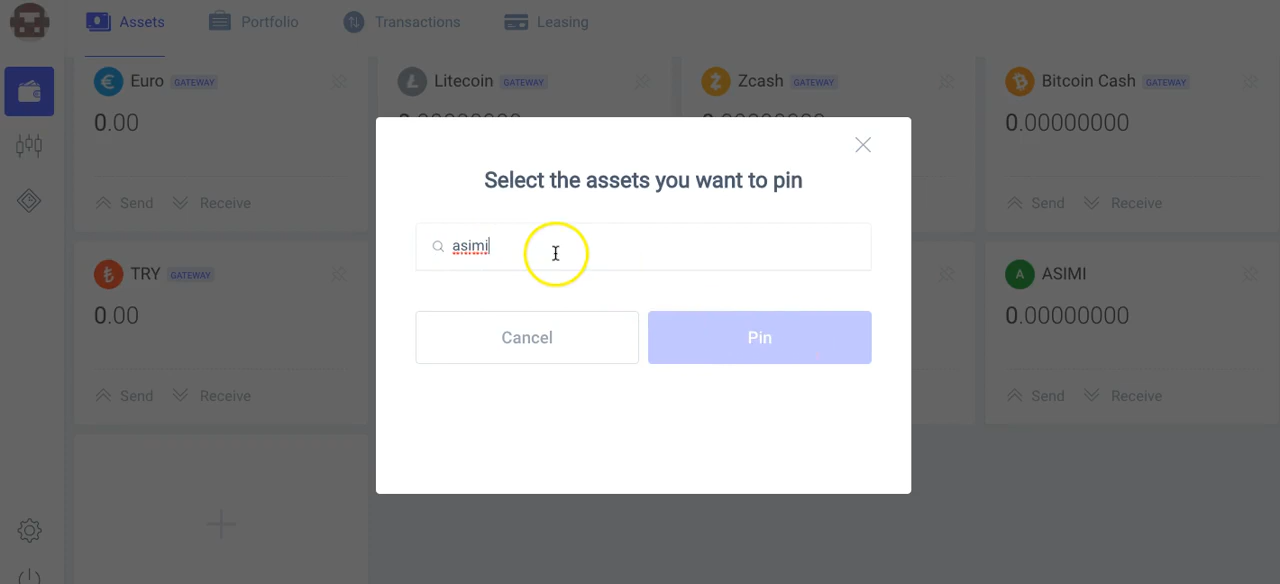 Assets Portfolio Transactions Leasing
Euro GATEWAY Litecoin GATEWAY Zcash GATEWAY Bitcoin Cash GATEWAY
0.00 0.00000000
Select the assets you want to pin
Send Receive Send Receive
asimi
TRY GATEWAY ASIMI
0.00 0.00000000
Cancel Pin
Send Receive Send Receive